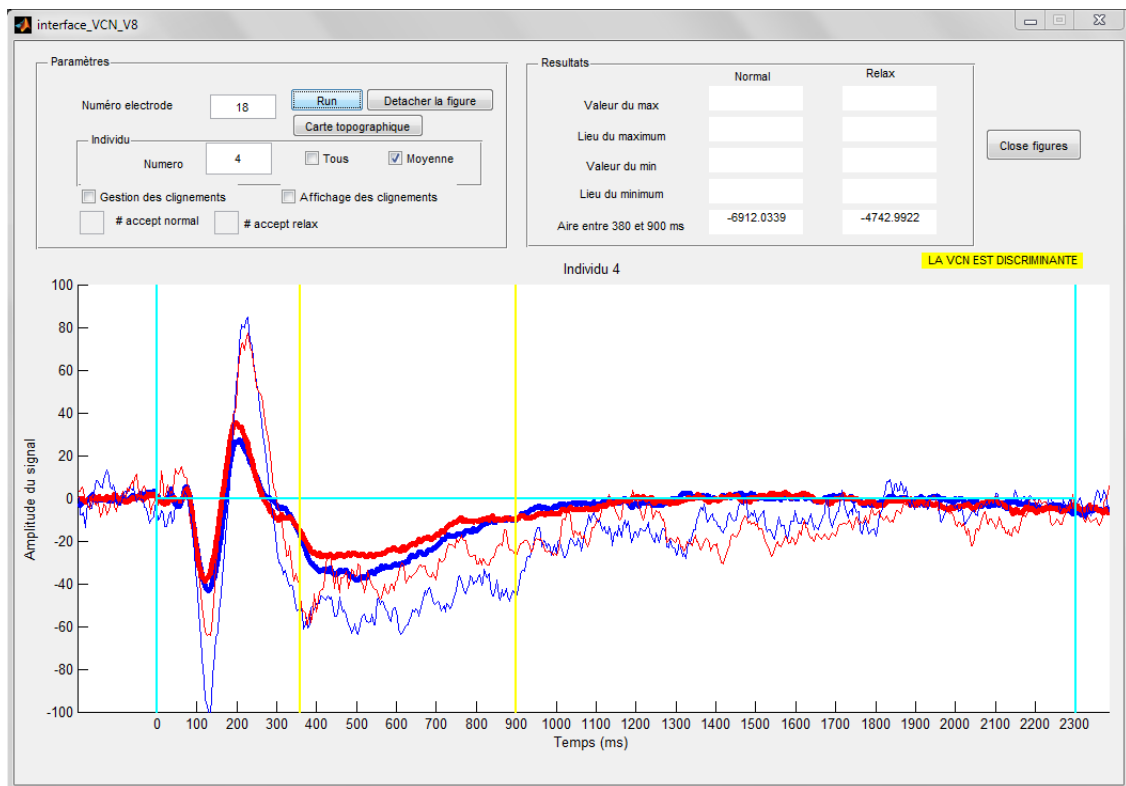 interface_VCN_V8
Paramètres
Numéro electrode 18 Run Detacher la figure
Carte topographique
Individu
Numero 4 Tous Moyenne
Gestion des clignements Affichage des clignements
# accept normal # accept relax
Resultats
Normal Relax
Valeur du max
Lieu du maximum
Valeur du min
Lieu du minimum
Aire entre 380 et 900 ms -6912.0339 -4742.9922
Close figures
LA VCN EST DISCRIMINANTE
Individu 4
Amplitude du signal
100
80
60
40
20
0
-20
-40
-60
-80
-100
0 100 200 300 400 500 600 700 800 900 1000 1100 1200 1300 1400 1500 1600 1700 1800 1900 2000 2100 2200 2300
Temps (ms)